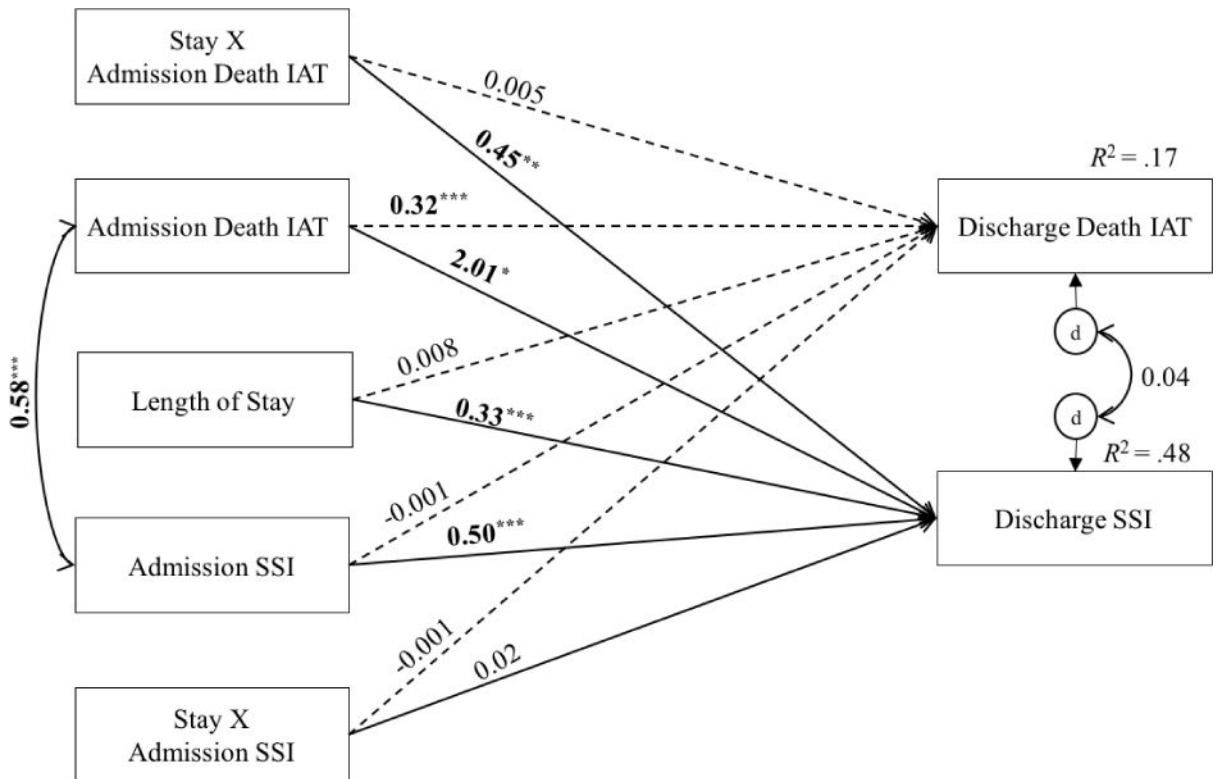 Stay X
Admission Death IAT
0.005
0.45**
R² = .17
Admission Death IAT
0.32***
Discharge Death IAT
2.01*
d
0.58***
0.008
0.04
Length of Stay
0.33***
d
R² = .48
-0.001
Admission SSI
0.50***
Discharge SSI
-0.001
0.02
Stay X
Admission SSI